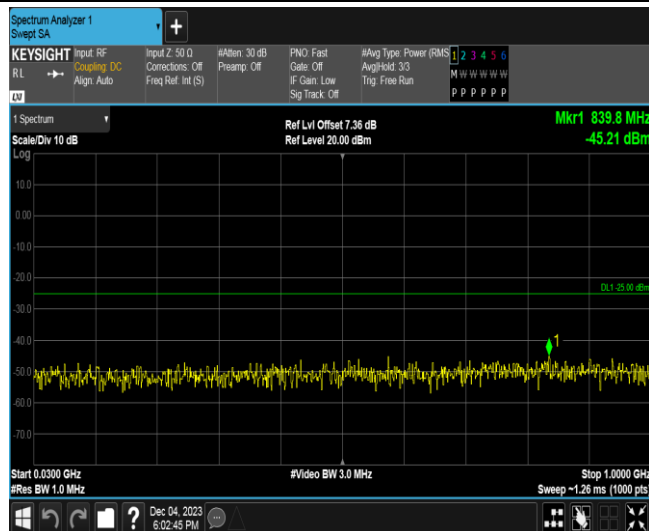 Spectrum Analyzer 1
Swept SA
+
KEYSIGHT
RL
LXI
Input: RF
Coupling: DC
Align: Auto
Input Z: 50 Ω
Corrections: Off
Freq Ref: Int (S)
#Atten: 30 dB
Preamp: Off
PNO: Fast
Gate: Off
IF Gain: Low
Sig Track: Off
#Avg Type: Power (RMS
Avg|Hold: 3/3
Trig: Free Run
1 2 3 4 5 6
M W W W W W
P P P P P P
1 Spectrum
Scale/Div 10 dB
Ref Lvl Offset 7.36 dB
Ref Level 20.00 dBm
Mkr1 839.8 MHz
-45.21 dBm
Log
10.0
0.00
-10.0
-20.0
DL1 -25.00 dBm
-30.0
-40.0
1
-50.0
-60.0
-70.0
Start 0.0300 GHz
#Video BW 3.0 MHz
Stop 1.0000 GHz
#Res BW 1.0 MHz
Sweep ~1.26 ms (1000 pts)
?
Dec 04, 2023
6:02:45 PM